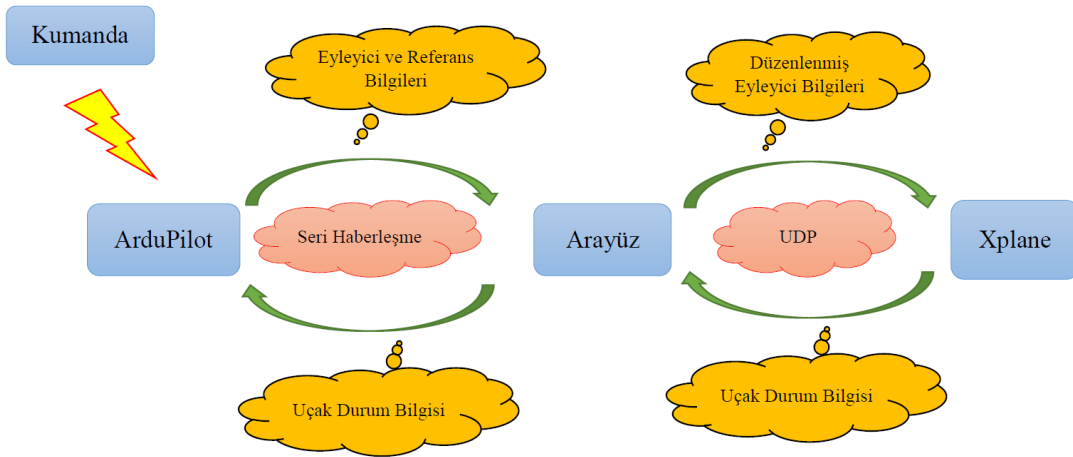 Kumanda
Eyleyici ve Referans
Bilgileri
Düzenlenmiş
Eyleyici Bilgileri
ArduPilot
Seri Haberleşme
Arayüz
UDP
Xplane
Uçak Durum Bilgisi
Uçak Durum Bilgisi